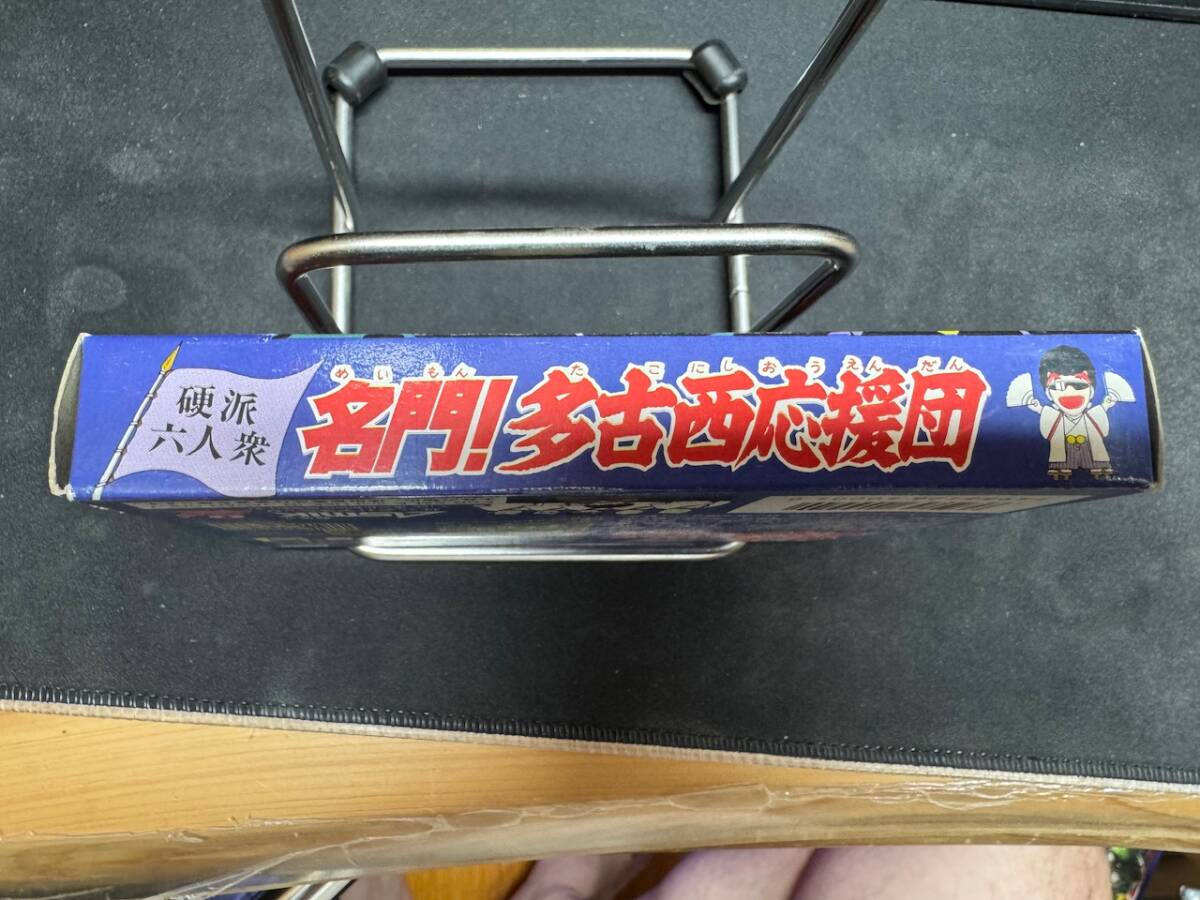 硬派
六人衆
めいもん たこにしおうえんだん
名門!多古西応援団